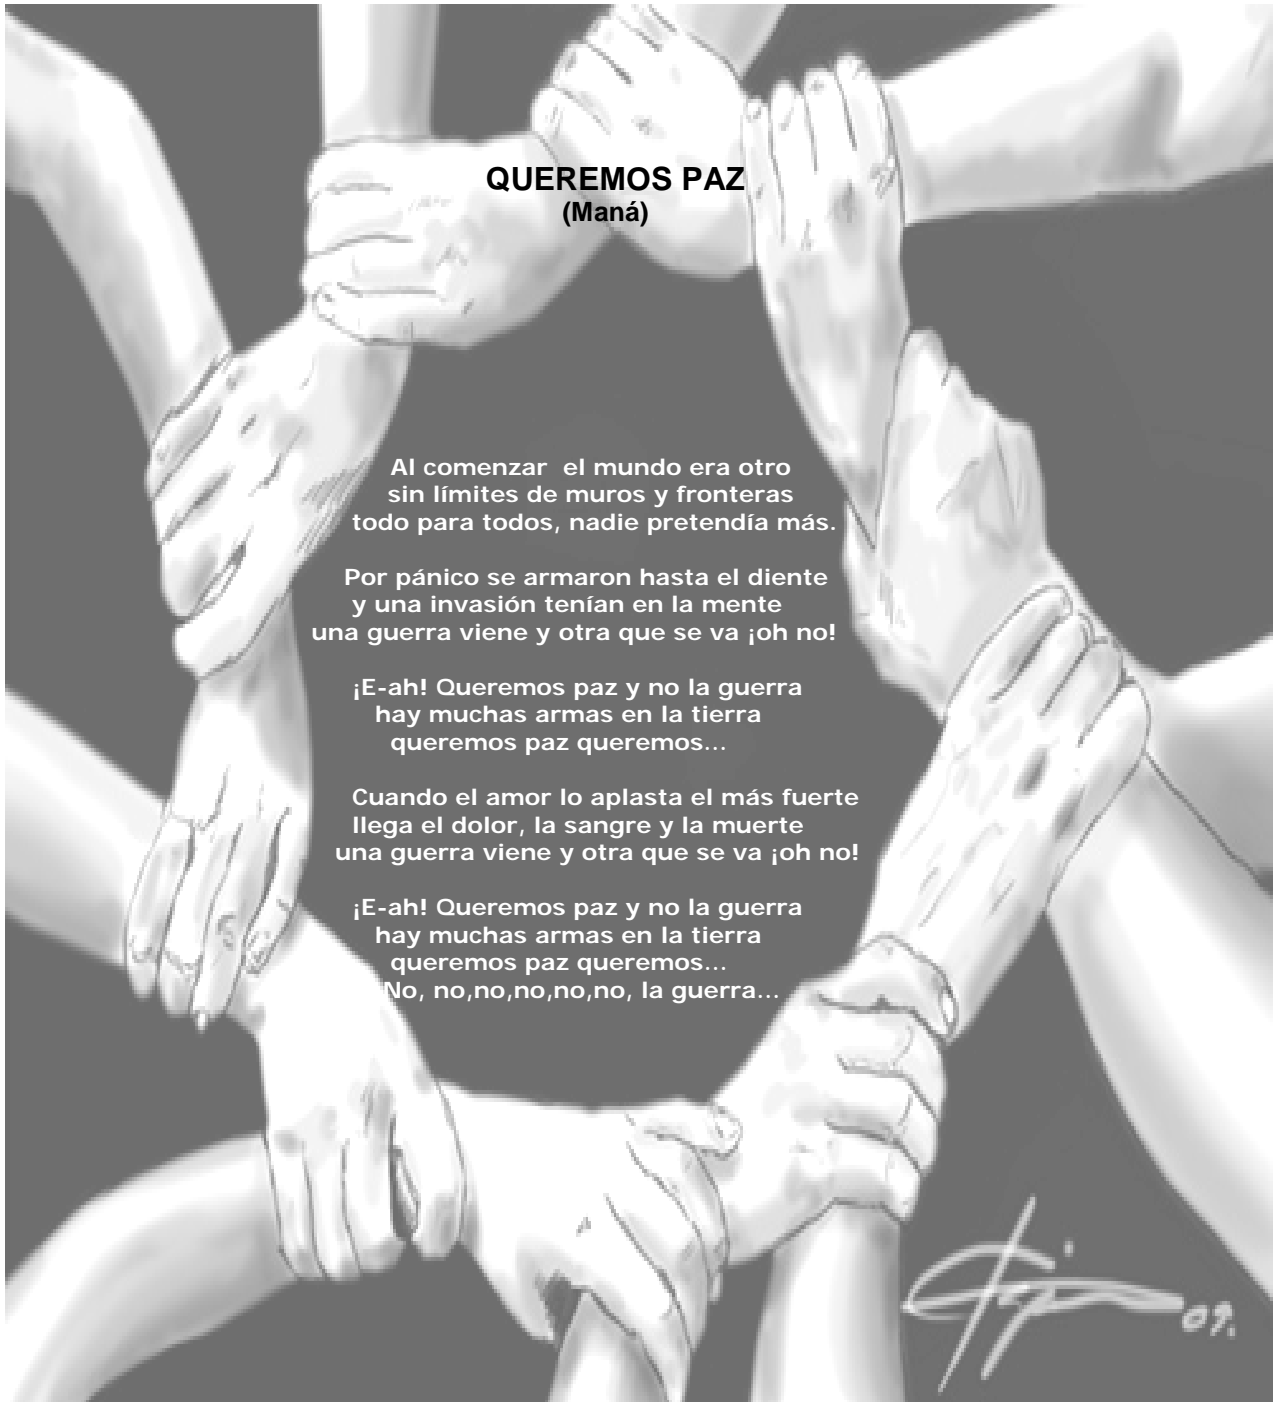 QUEREMOS PAZ
(Maná)
Al comenzar el mundo era otro
sin límites de muros y fronteras
todo para todos, nadie pretendía más.
Por pánico se armaron hasta el diente
y una invasión tenían en la mente
una guerra viene y otra que se va ¡oh no!
¡E-ah! Queremos paz y no la guerra
hay muchas armas en la tierra
queremos paz queremos...
Cuando el amor lo aplasta el más fuerte
llega el dolor, la sangre y la muerte
una guerra viene y otra que se va ¡oh no!
¡E-ah! Queremos paz y no la guerra
hay muchas armas en la tierra
queremos paz queremos...
No, no,no,no,no,no, la guerra...
09.